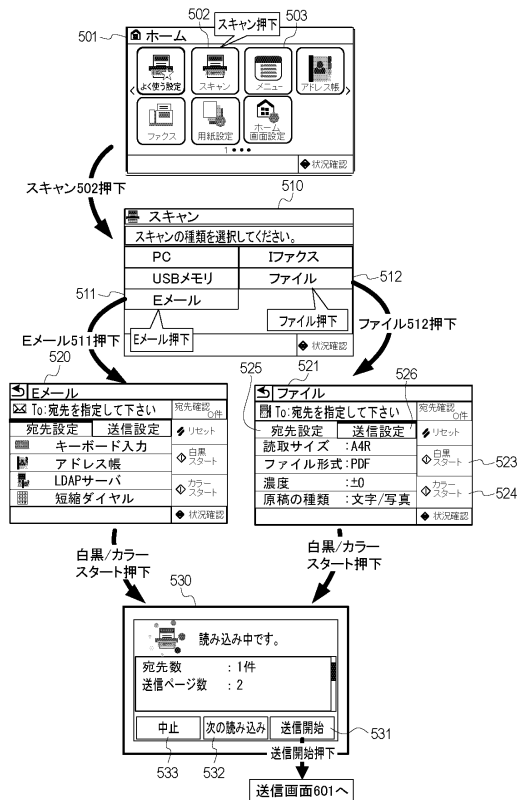 502
スキャン押下
503
501
ホーム
よく使う設定
スキャン
メニュー
アドレス帳
ファクス
用紙設定
ホーム
画面設定
1
状況確認
スキャン502押下
510
スキャン
スキャンの種類を選択してください。
PC
Iファクス
USBメモリ
ファイル
512
511
Eメール
Eメール押下
ファイル押下
状況確認
Eメール511押下
ファイル512押下
520
Eメール
To:宛先を指定して下さい
宛先確認
0件
宛先設定
送信設定
リセット
キーボード入力
アドレス帳
白黒
スタート
LDAPサーバ
短縮ダイヤル
カラー
スタート
状況確認
525
521
526
ファイル
To:宛先を指定して下さい
宛先確認
0件
宛先設定
送信設定
リセット
読取サイズ :A4R
ファイル形式:PDF
白黒
スタート
523
濃度 :±0
原稿の種類 :文字/写真
カラー
スタート
524
状況確認
白黒/カラー
スタート押下
白黒/カラー
スタート押下
530
読み込み中です。
宛先数 : 1件
送信ページ数 : 2
中止
次の読み込み
送信開始
531
533
532
送信開始押下
送信画面601へ